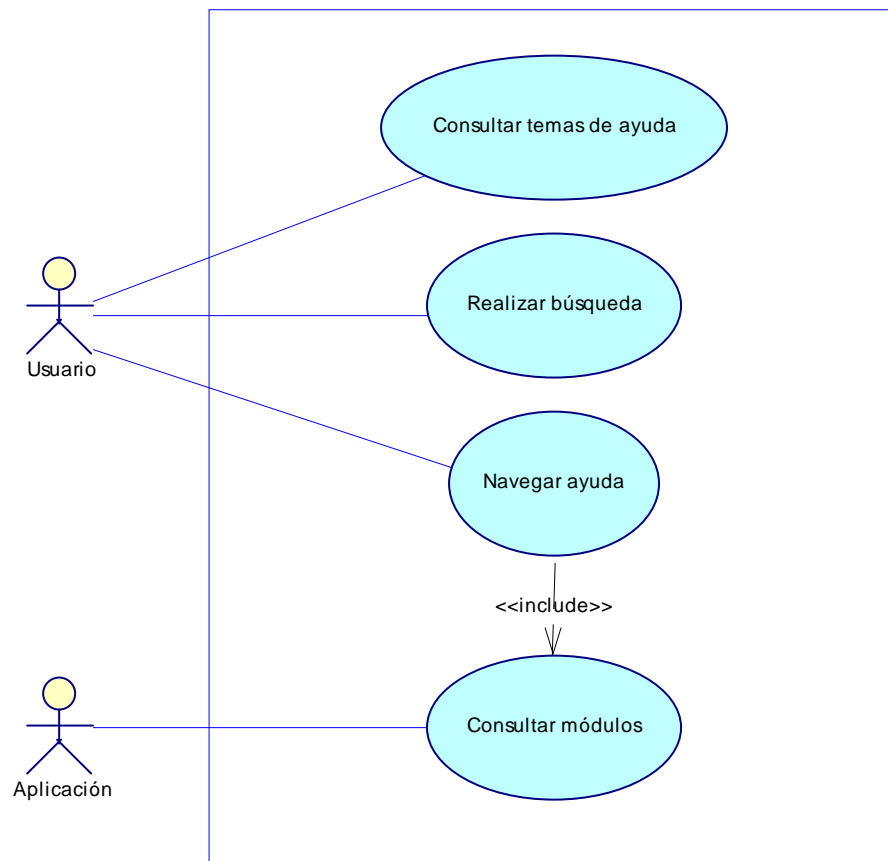 Consultar temas de ayuda
Realizar búsqueda
Usuario
Navegar ayuda
<<include>>
Consultar módulos
Aplicación